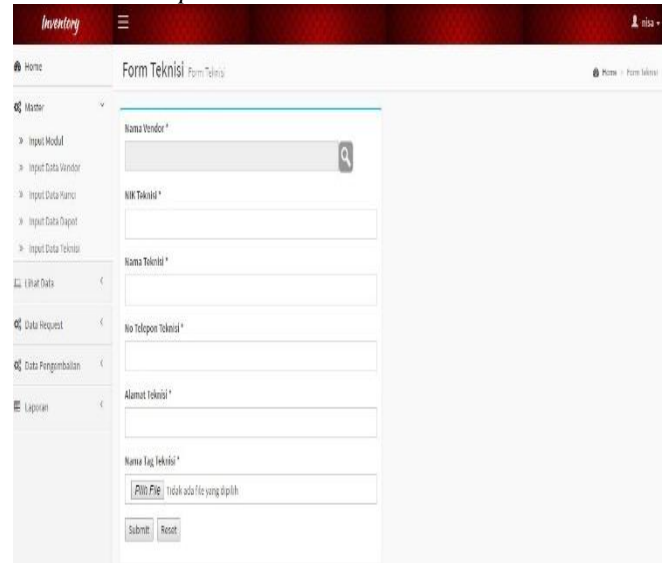 Inventory
nisa
Home
Form Teknisi Form Teknisi
Home > Form Teknisi
Master
Nama Vendor *
» Input Modul
» Input Data Vendor
» Input Data Kunci
NIK Teknisi *
» Input Data Dapot
» Input Data Teknisi
Nama Teknisi *
Lihat Data
Data Request
No Telepon Teknisi *
Data Pengembalian
Alamat Teknisi *
Laporan
Nama Tag Teknisi *
Pilih File Tidak ada file yang dipilih
Submit Reset